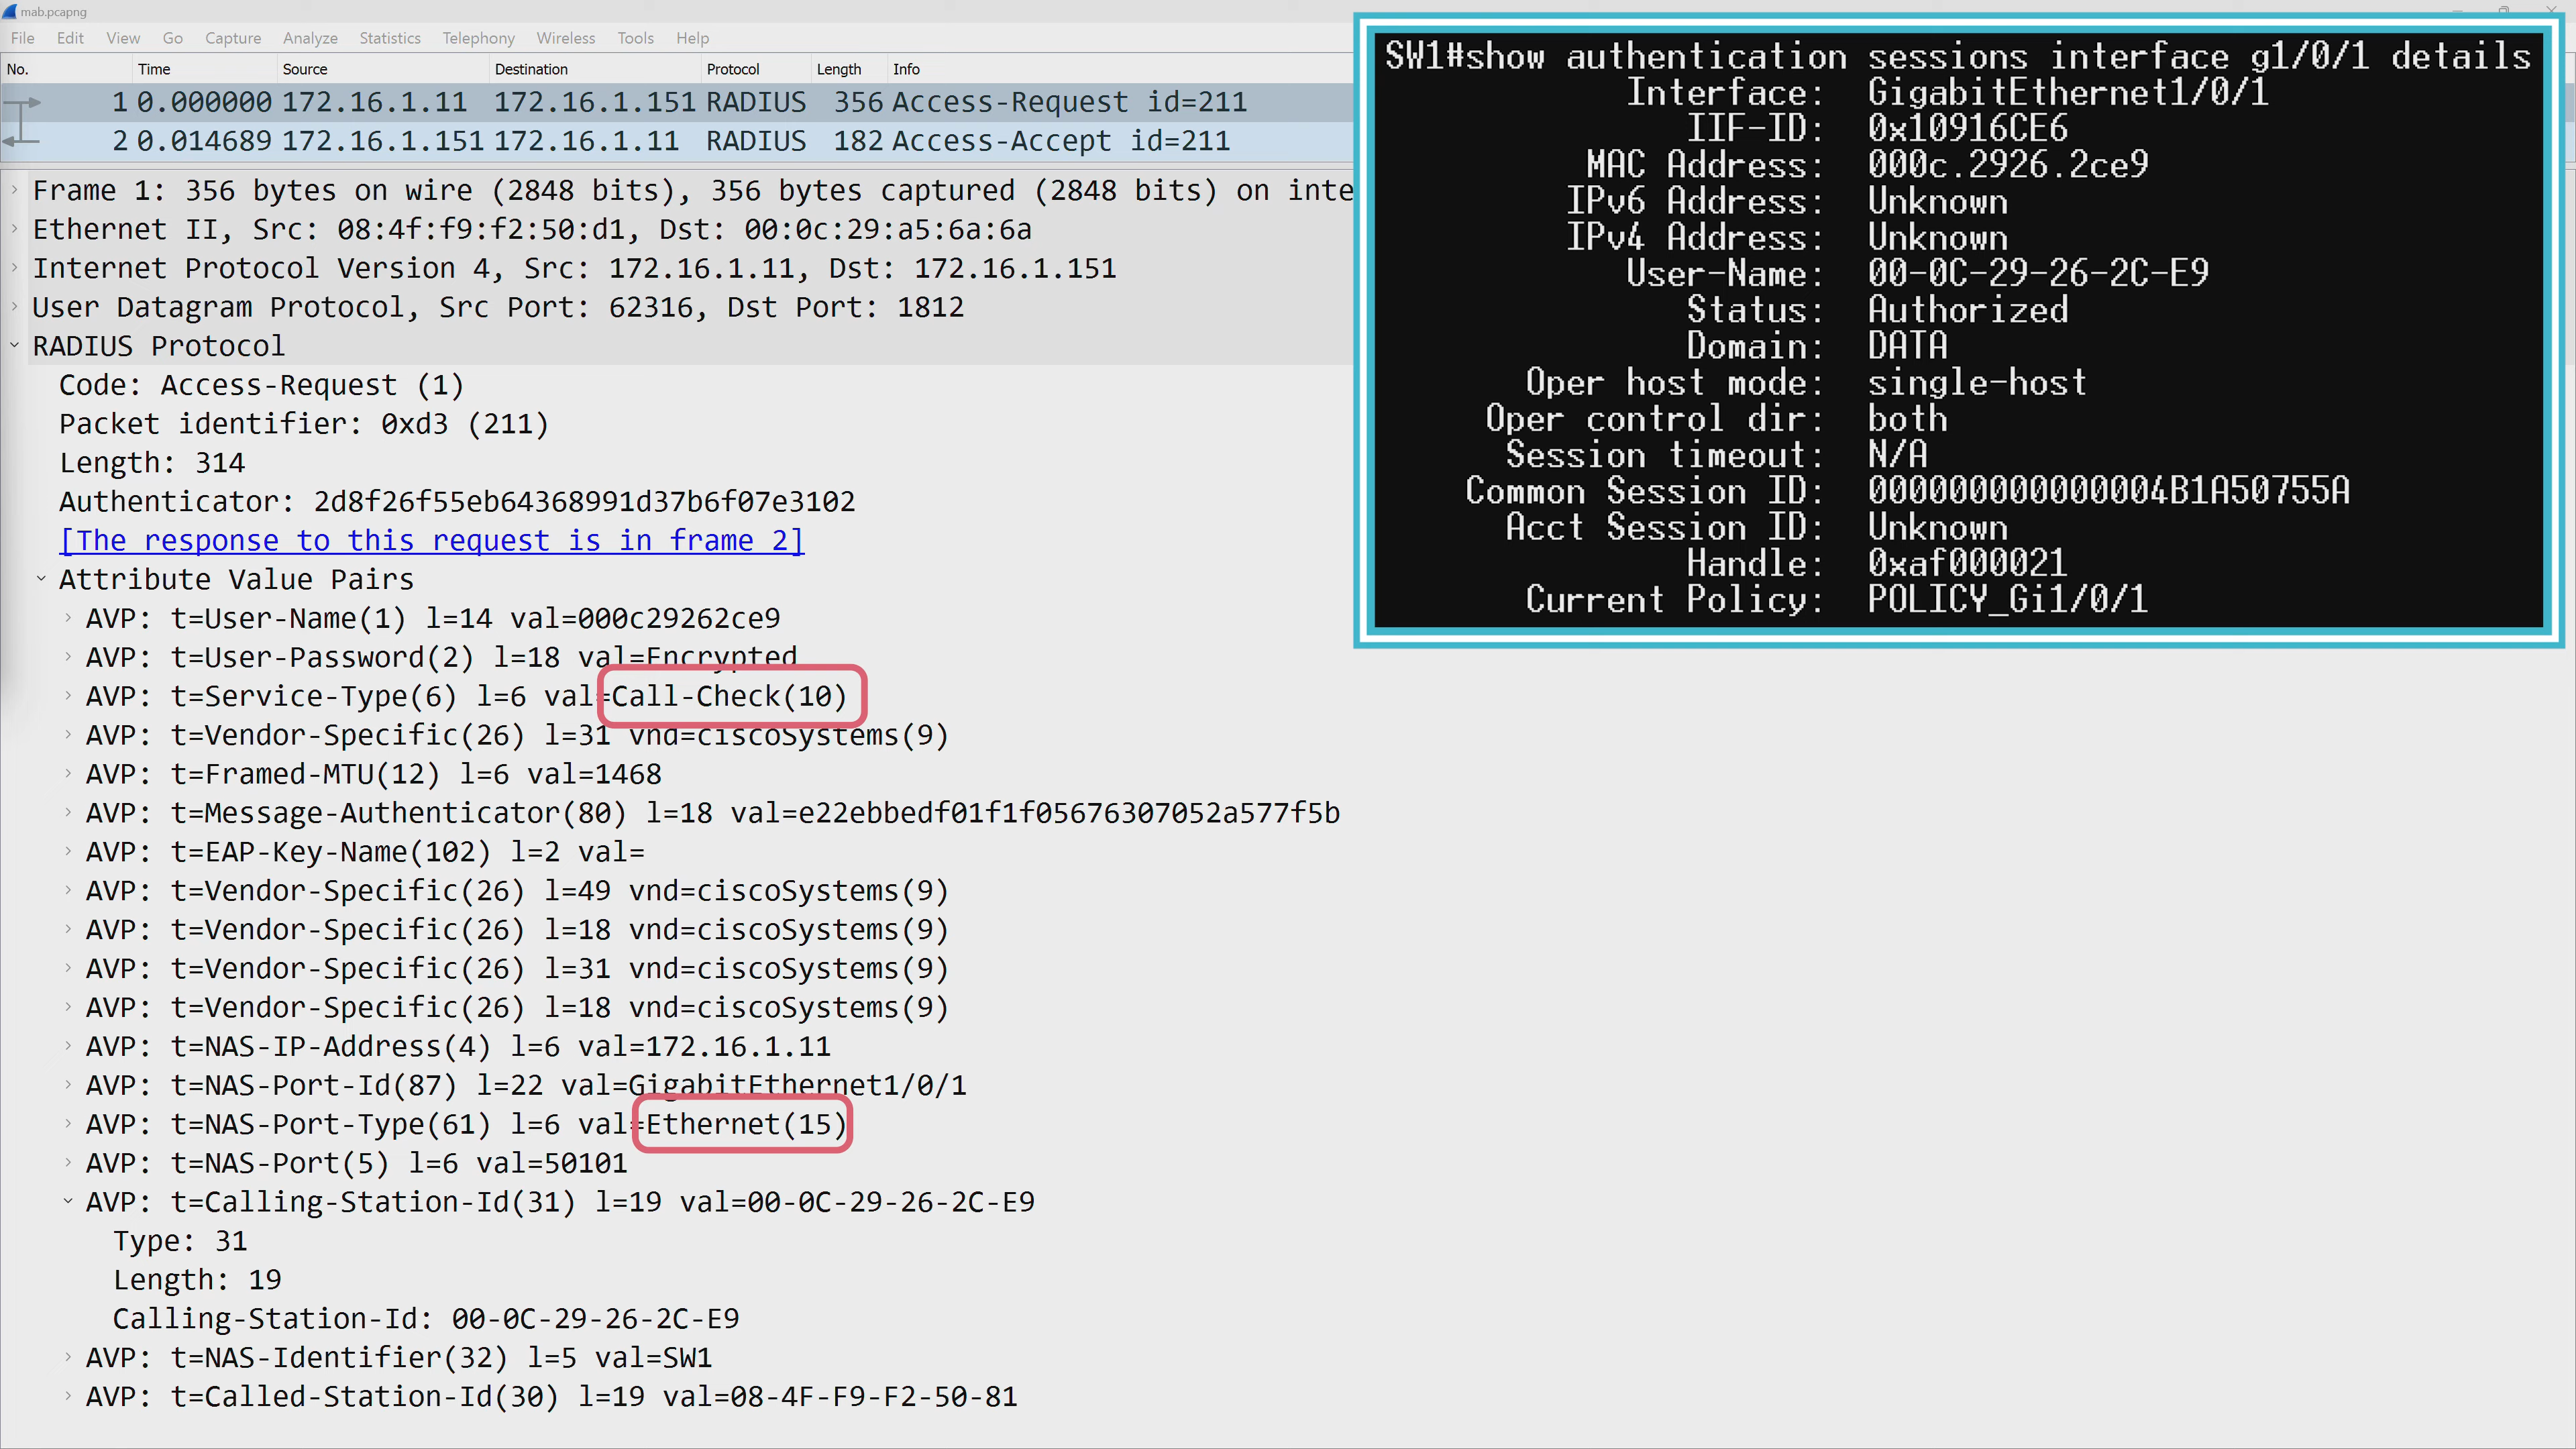 mab.pcapng
File Edit View Go Capture Analyze Statistics Telephony Wireless Tools Help
No. Time Source Destination Protocol Length Info
1 0.000000 172.16.1.11 172.16.1.151 RADIUS 356 Access-Request id=211
2 0.014689 172.16.1.151 172.16.1.11 RADIUS 182 Access-Accept id=211
Frame 1: 356 bytes on wire (2848 bits), 356 bytes captured (2848 bits) on inte
Ethernet II, Src: 08:4f:f9:f2:50:d1, Dst: 00:0c:29:a5:6a:6a
Internet Protocol Version 4, Src: 172.16.1.11, Dst: 172.16.1.151
User Datagram Protocol, Src Port: 62316, Dst Port: 1812
RADIUS Protocol
Code: Access-Request (1)
Packet identifier: 0xd3 (211)
Length: 314
Authenticator: 2d8f26f55eb64368991d37b6f07e3102
[The response to this request is in frame 2]
Attribute Value Pairs
AVP: t=User-Name(1) l=14 val=000c29262ce9
AVP: t=User-Password(2) l=18 val=Encrypted
AVP: t=Service-Type(6) l=6 val=Call-Check(10)
AVP: t=Vendor-Specific(26) l=31 vnd=ciscoSystems(9)
AVP: t=Framed-MTU(12) l=6 val=1468
AVP: t=Message-Authenticator(80) l=18 val=e22ebbedf01f1f05676307052a577f5b
AVP: t=EAP-Key-Name(102) l=2 val=
AVP: t=Vendor-Specific(26) l=49 vnd=ciscoSystems(9)
AVP: t=Vendor-Specific(26) l=18 vnd=ciscoSystems(9)
AVP: t=Vendor-Specific(26) l=31 vnd=ciscoSystems(9)
AVP: t=Vendor-Specific(26) l=18 vnd=ciscoSystems(9)
AVP: t=NAS-IP-Address(4) l=6 val=172.16.1.11
AVP: t=NAS-Port-Id(87) l=22 val=GigabitEthernet1/0/1
AVP: t=NAS-Port-Type(61) l=6 val=Ethernet(15)
AVP: t=NAS-Port(5) l=6 val=50101
AVP: t=Calling-Station-Id(31) l=19 val=00-0C-29-26-2C-E9
Type: 31
Length: 19
Calling-Station-Id: 00-0C-29-26-2C-E9
AVP: t=NAS-Identifier(32) l=5 val=SW1
AVP: t=Called-Station-Id(30) l=19 val=08-4F-F9-F2-50-81
SW1#show authentication sessions interface g1/0/1 details
Interface: GigabitEthernet1/0/1
IIF-ID: 0x10916CE6
MAC Address: 000c.2926.2ce9
IPv6 Address: Unknown
IPv4 Address: Unknown
User-Name: 00-0C-29-26-2C-E9
Status: Authorized
Domain: DATA
Oper host mode: single-host
Oper control dir: both
Session timeout: N/A
Common Session ID: 000000000000004B1A50755A
Acct Session ID: Unknown
Handle: 0xaf000021
Current Policy: POLICY_Gi1/0/1